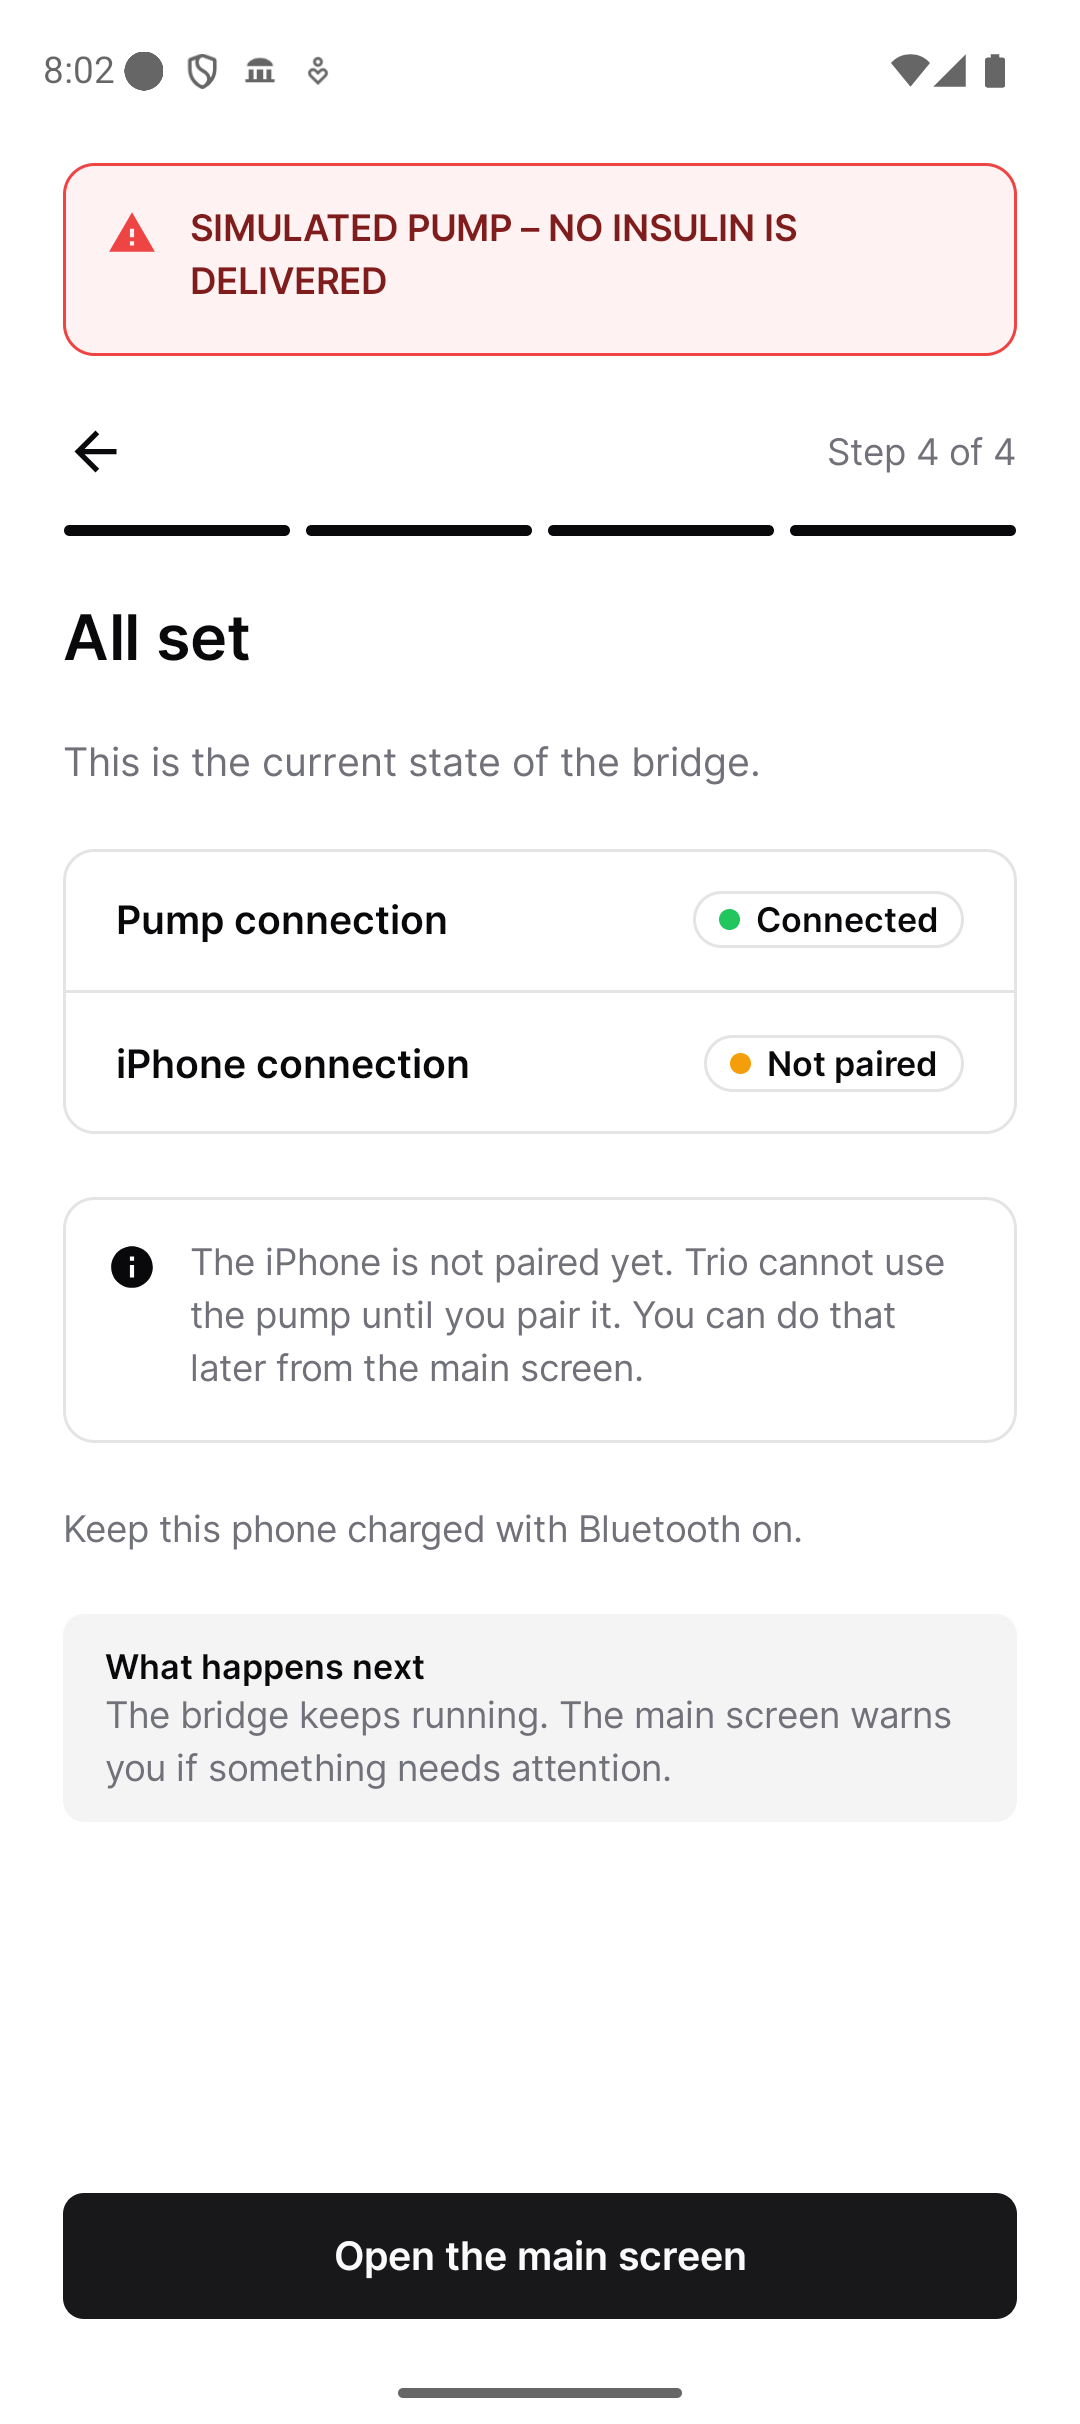 8:02
SIMULATED PUMP – NO INSULIN IS
DELIVERED
Step 4 of 4
All set
This is the current state of the bridge.
Pump connection
Connected
iPhone connection
Not paired
The iPhone is not paired yet. Trio cannot use
the pump until you pair it. You can do that
later from the main screen.
Keep this phone charged with Bluetooth on.
What happens next
The bridge keeps running. The main screen warns
you if something needs attention.
Open the main screen